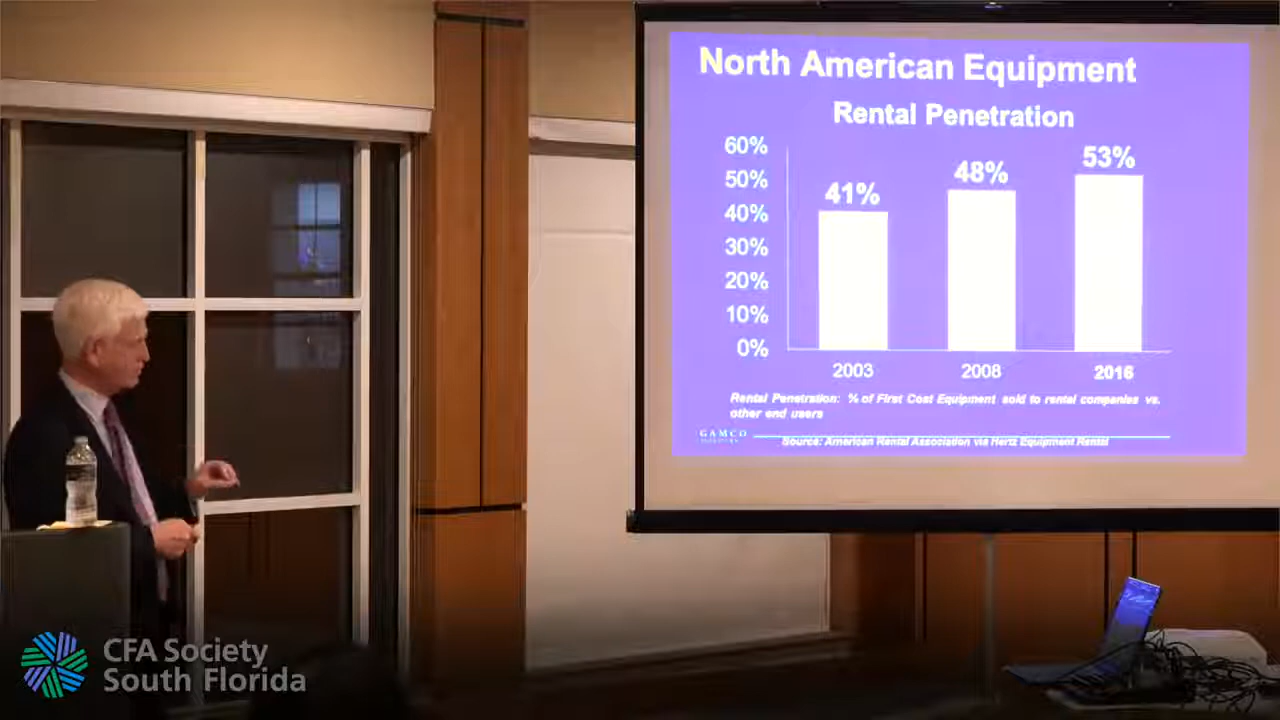 North American Equipment
Rental Penetration
60%
50%
40%
30%
20%
10%
0%
41%
48%
53%
2003
2008
2016
Rental Penetration: % of First Cost Equipment sold to rental companies vs.
other end users
GAMCO
Source: American Rental Association via Hertz Equipment Rental
CFA Society
South Florida